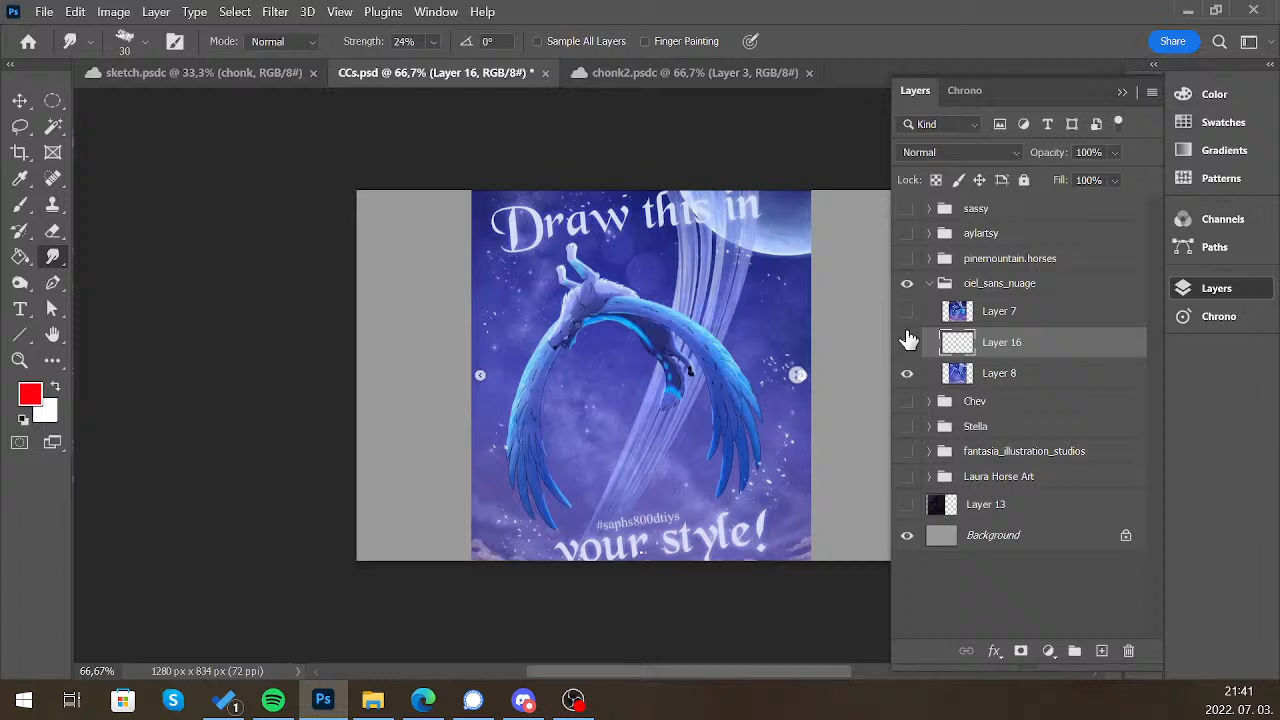 Ps File Edit Image Layer Type Select Filter 3D View Plugins Window Help
30 Mode: Normal Strength: 24% 0° Sample All Layers Finger Painting Share
sketch.psdc @ 33,3% (chonk, RGB/8#) × CCs.psd @ 66,7% (Layer 16, RGB/8#) * × chonk2.psdc @ 66,7% (Layer 3, RGB/8#) ×
Layers Chrono
Kind
Normal Opacity: 100%
Lock: Fill: 100%
sassy
aylartsy
pinemountain.horses
ciel_sans_nuage
Layer 7
Layer 16
Layer 8
Chev
Stella
fantasia_illustration_studios
Laura Horse Art
Layer 13
Background
Color
Swatches
Gradients
Patterns
Channels
Paths
Layers
Chrono
Draw this in
#saphs800dtiys
your style!
66,67% 1280 px x 834 px (72 ppi)
fx
Ps
1
21:41
2022. 07. 03.